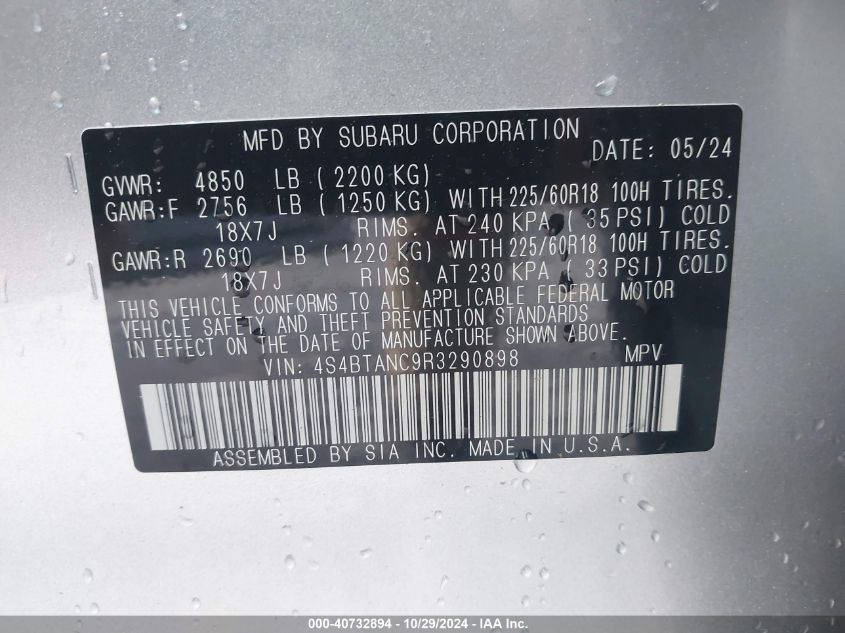 MFD BY SUBARU CORPORATION DATE: 05/24
GVWR: 4850 LB ( 2200 KG)
GAWR:F 2756 LB ( 1250 KG) WITH 225/60R18 100H TIRES.
18X7J RIMS. AT 240 KPA ( 35 PSI) COLD
GAWR:R 2690 LB ( 1220 KG) WITH 225/60R18 100H TIRES.
18X7J RIMS. AT 230 KPA ( 33 PSI) COLD
THIS VEHICLE CONFORMS TO ALL APPLICABLE FEDERAL MOTOR
VEHICLE SAFETY AND THEFT PREVENTION STANDARDS
IN EFFECT ON THE DATE OF MANUFACTURE SHOWN ABOVE.
VIN: 4S4BTANC9R3290898 MPV
ASSEMBLED BY SIA INC. MADE IN U.S.A.
000-40732894 - 10/29/2024 - IAA Inc.